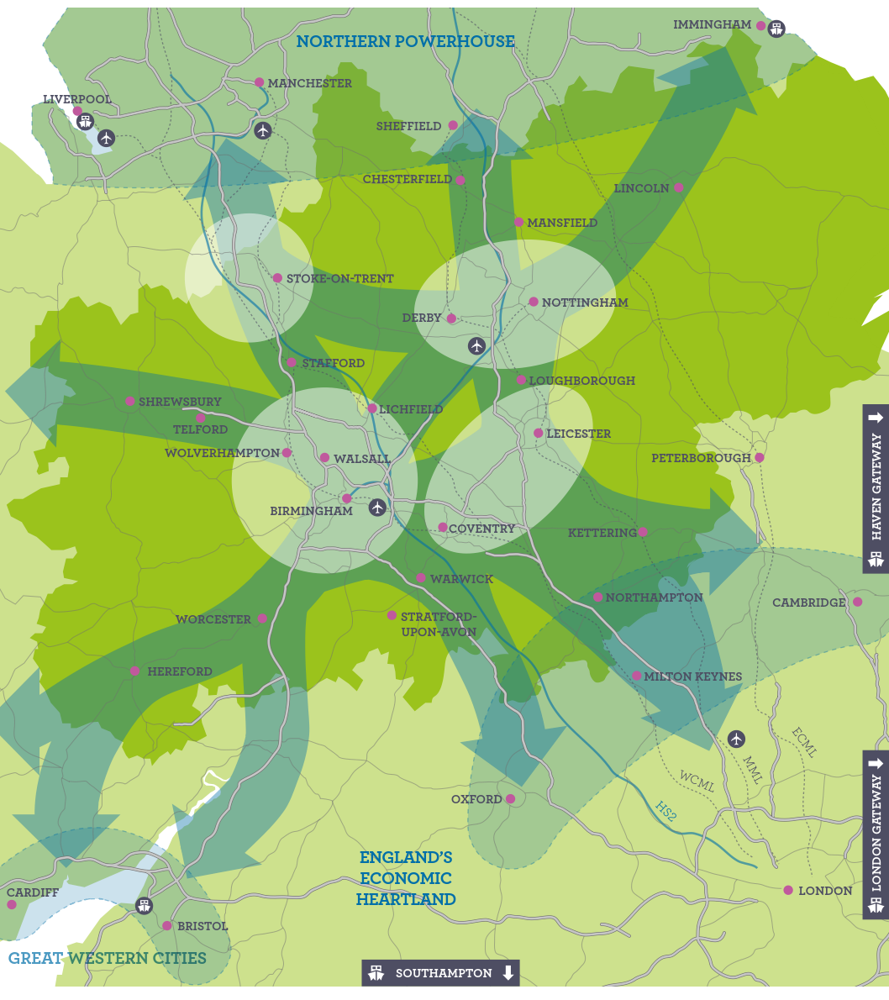 IMMINGHAM
NORTHERN POWERHOUSE
MANCHESTER
LIVERPOOL
SHEFFIELD
CHESTERFIELD
LINCOLN
MANSFIELD
STOKE-ON-TRENT
NOTTINGHAM
DERBY
STAFFORD
LOUGHBOROUGH
SHREWSBURY
LICHFIELD
TELFORD
LEICESTER
WOLVERHAMPTON
WALSALL
PETERBOROUGH
HAVEN GATEWAY
BIRMINGHAM
COVENTRY
KETTERING
WARWICK
NORTHAMPTON
CAMBRIDGE
WORCESTER
STRATFORD-
UPON-AVON
HEREFORD
MILTON KEYNES
ECML
MML
WCML
OXFORD
HS2
LONDON GATEWAY
ENGLAND'S
ECONOMIC
HEARTLAND
CARDIFF
LONDON
BRISTOL
GREAT WESTERN CITIES
SOUTHAMPTON